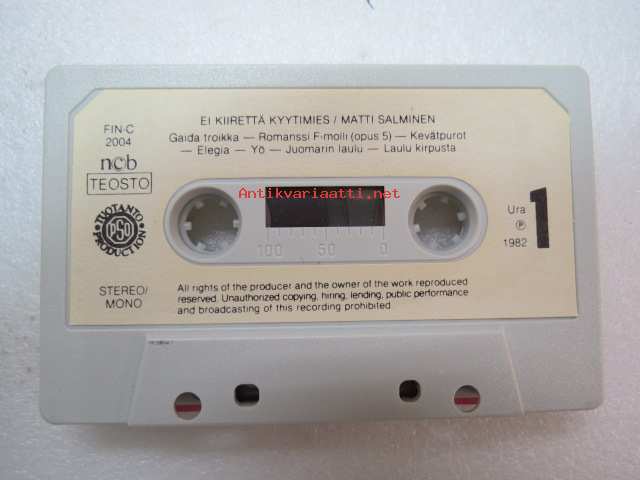 EI KIIRETTÄ KYYTIMIES / MATTI SALMINEN
Gaida troikka — Romanssi F-molli (opus 5) — Kevätpurot
— Elegia — Yö — Juomarin laulu — Laulu kirpusta
FIN-C
2004
ncb
TEOSTO
TUOTANTO
PSO
PRODUCTION
STEREO/
MONO
Antikvariaatti.net
100 50 0
Ura
1
℗
1982
All rights of the producer and the owner of the work reproduced
reserved. Unauthorized copying, hiring, lending, public performance
and broadcasting of this recording prohibited.